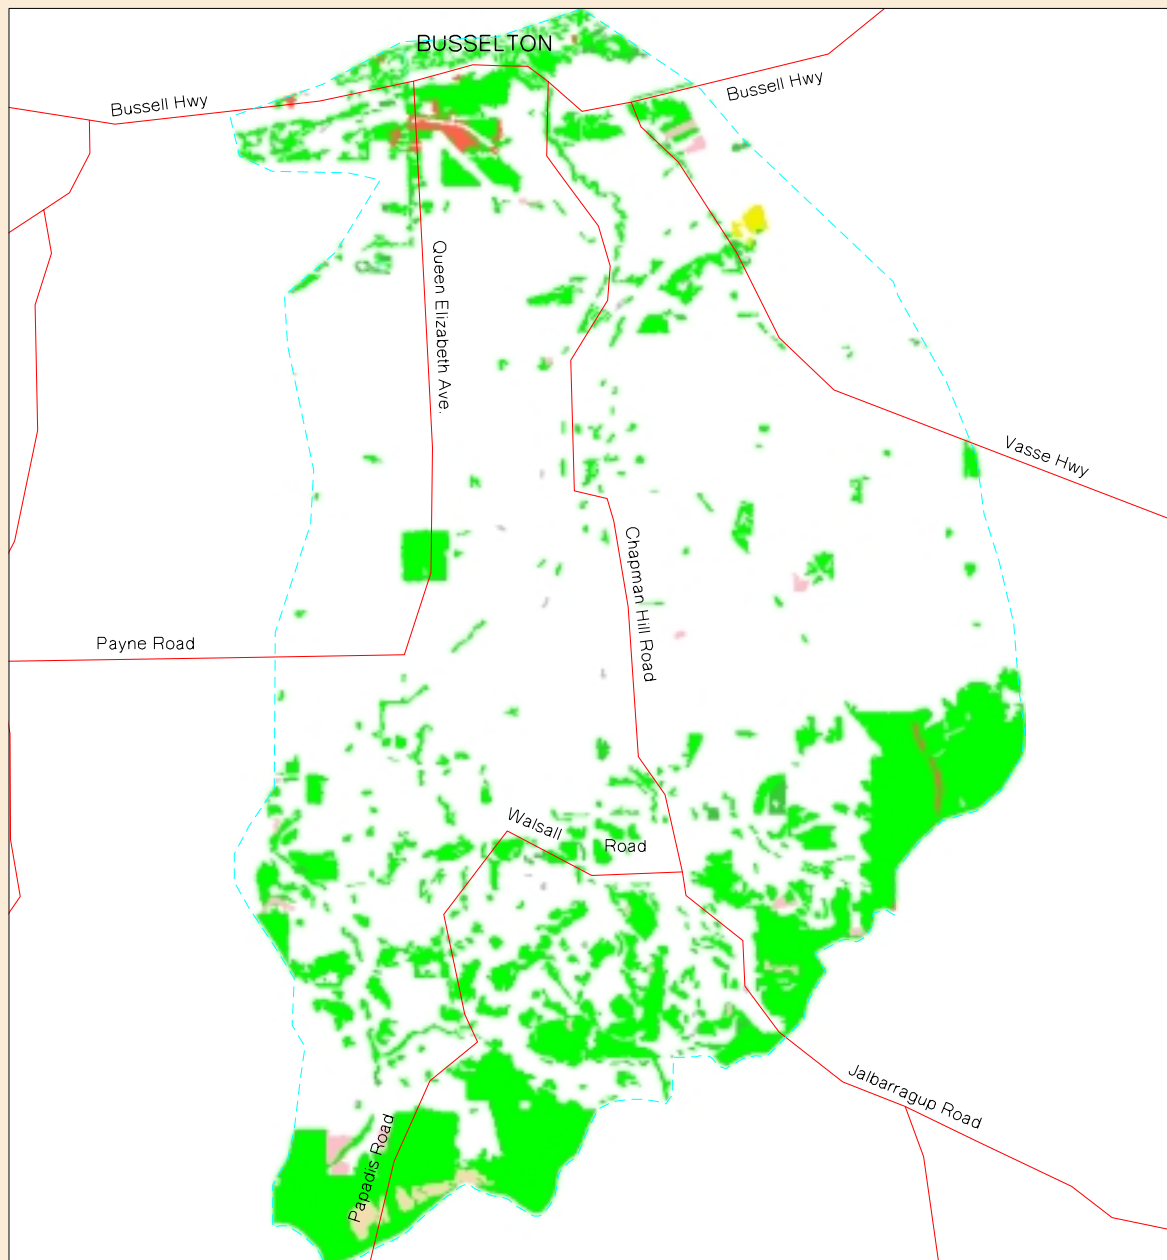 BUSSELTON
Bussell Hwy
Bussell Hwy
Queen Elizabeth Ave.
Vasse Hwy
Chapman Hill Road
Payne Road
Walsall
Road
Jalbarragup Road
Papadis Road